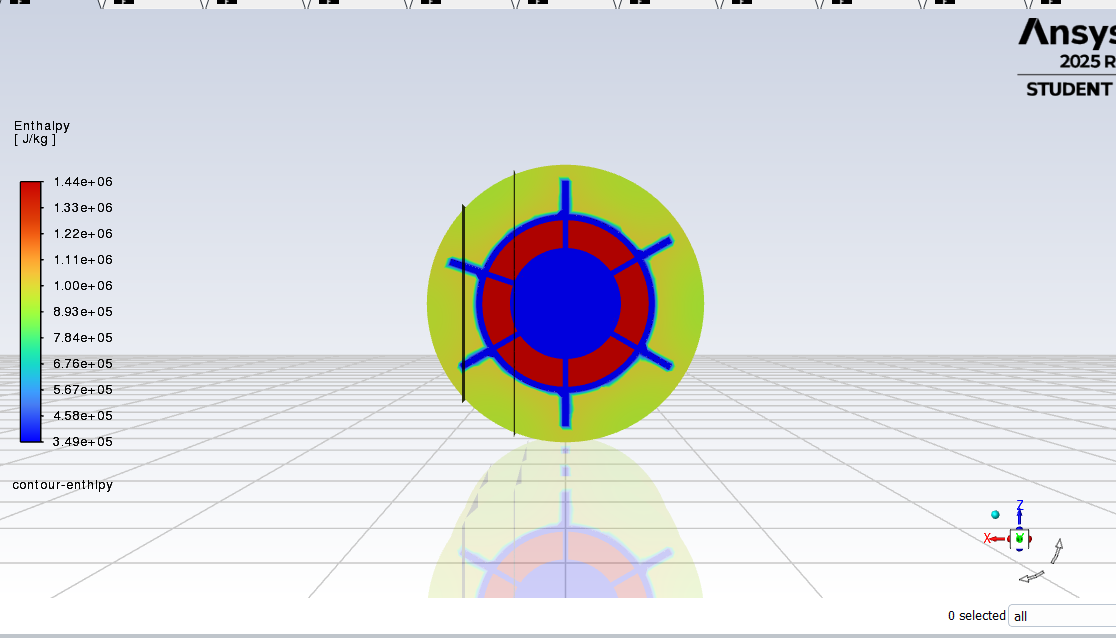 Ansys
2025 R
STUDENT
Enthalpy
[ J/kg ]
1.44e+06
1.33e+06
1.22e+06
1.11e+06
1.00e+06
8.93e+05
7.84e+05
6.76e+05
5.67e+05
4.58e+05
3.49e+05
contour-enthlpy
Z
X
0 selected all